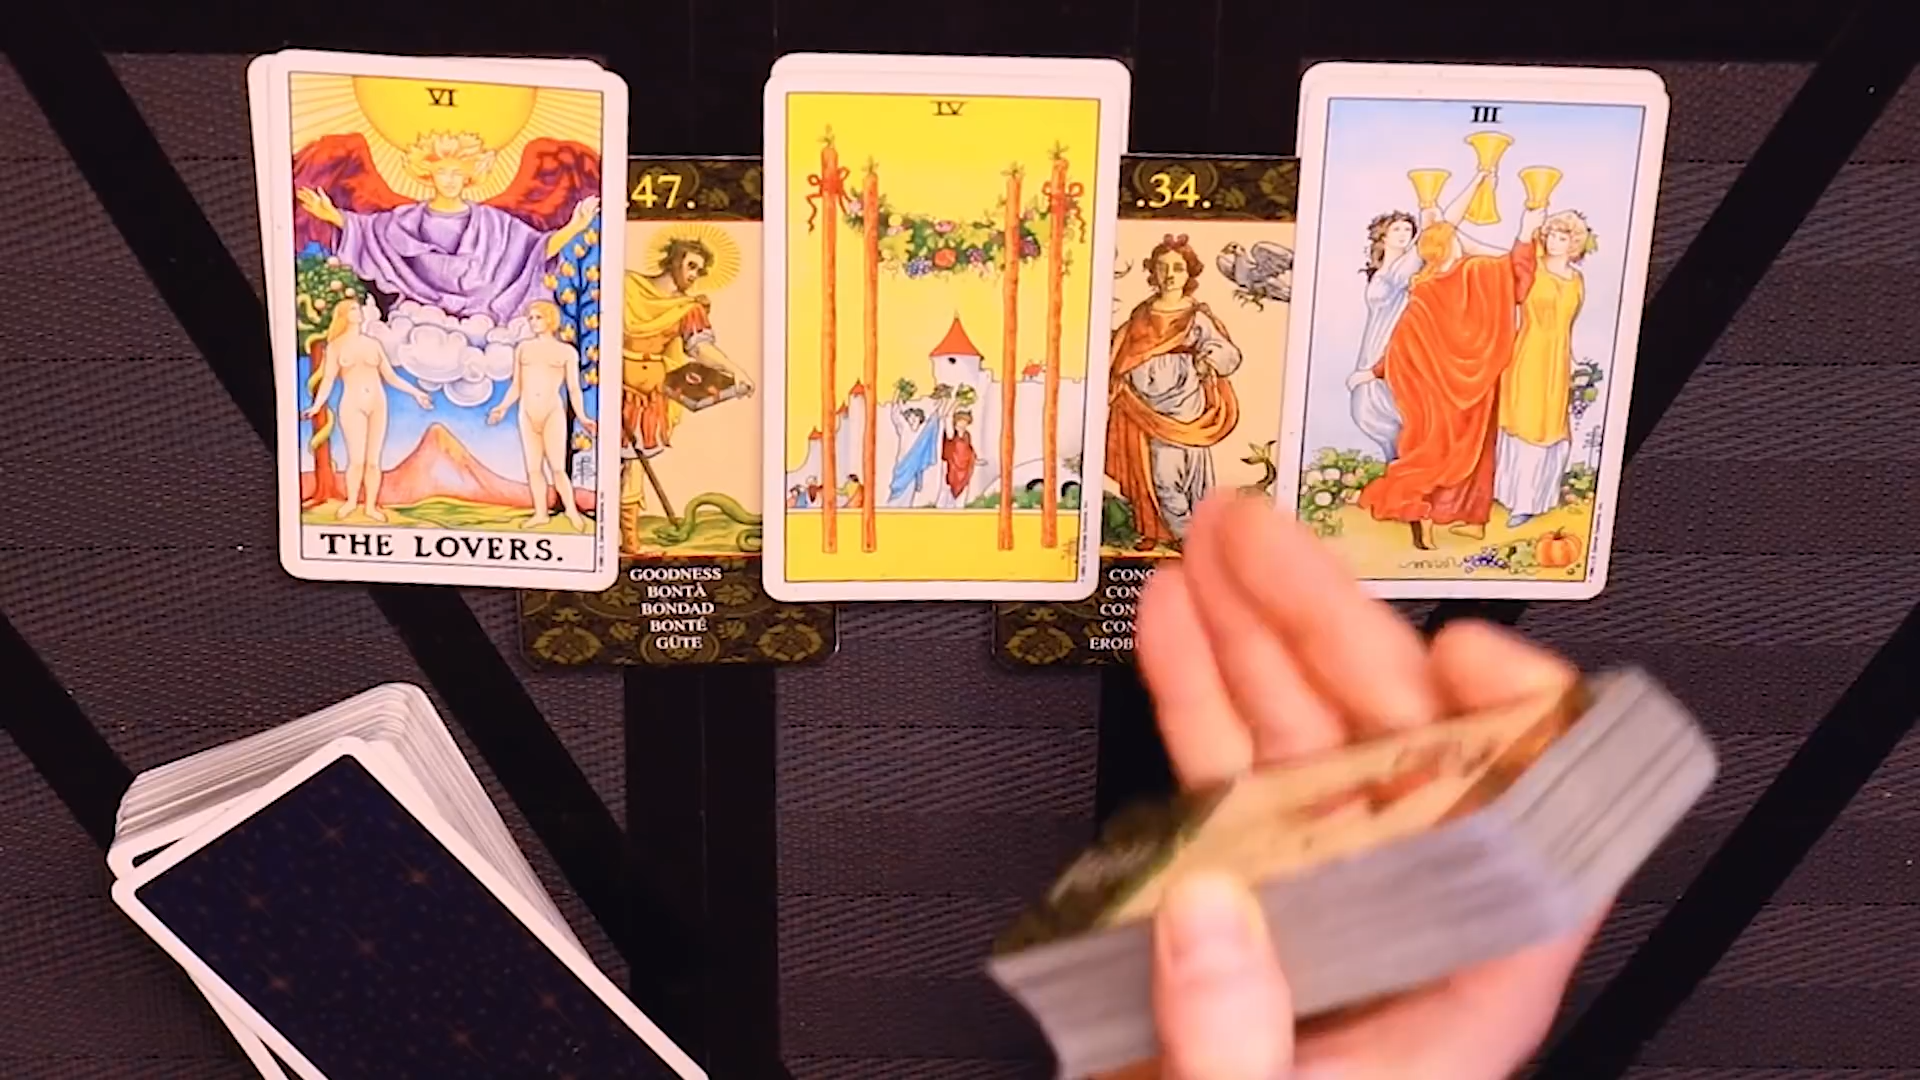 VI
THE LOVERS.
47.
GOODNESS
BONTÀ
BONDAD
BONTÉ
GÜTE
IV
.34.
III